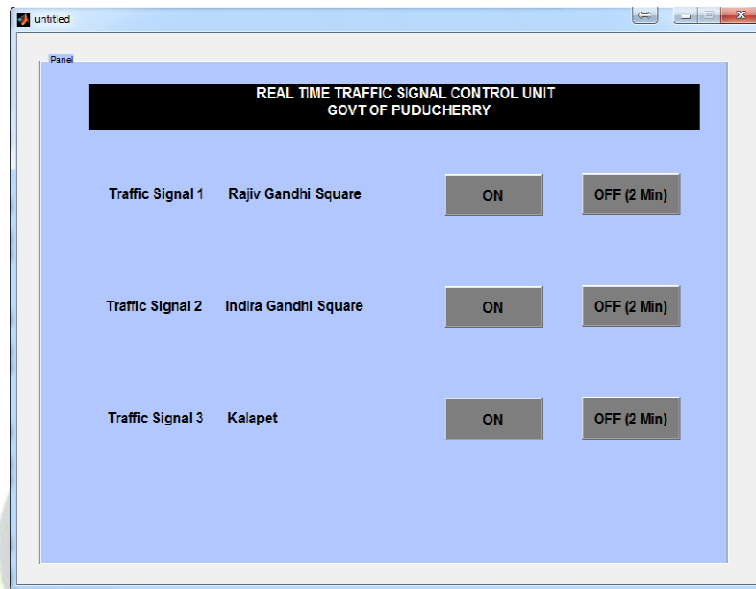 untitled
Panel
REAL TIME TRAFFIC SIGNAL CONTROL UNIT
GOVT OF PUDUCHERRY
Traffic Signal 1 Rajiv Gandhi Square ON OFF (2 Min)
Traffic Signal 2 Indira Gandhi Square ON OFF (2 Min)
Traffic Signal 3 Kalapet ON OFF (2 Min)